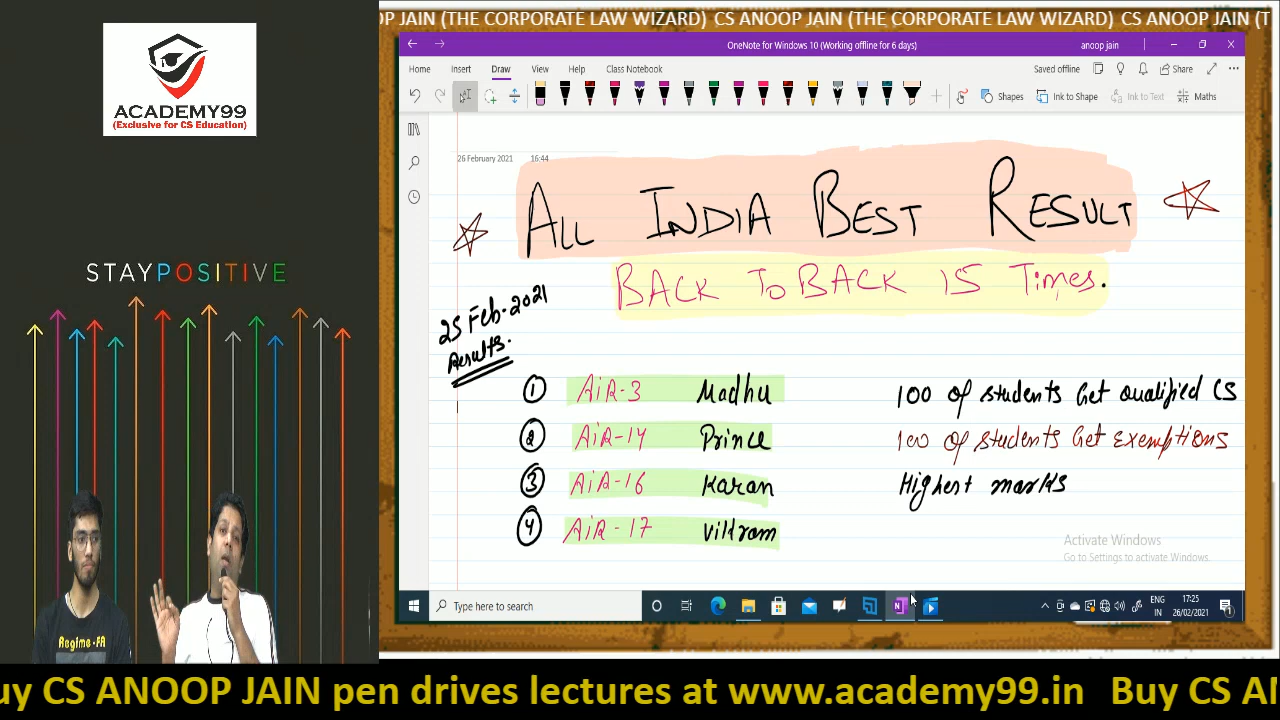 OP JAIN (THE CORPORATE LAW WIZARD) CS ANOOP JAIN (THE CORPORATE LAW WIZARD) CS ANOOP JAIN (T
ACADEMY99
(Exclusive for CS Education)
OneNote for Windows 10 (Working offline for 6 days)
anoop jain
Home Insert Draw View Help Class Notebook
Saved offline
Share
Shapes
Ink to Shape
Ink to Text
Maths
26 February 2021 16:44
ALL INDIA BEST RESULT
BACK TO BACK 15 Times.
25 Feb. 2021
Results.
STAYPOSITIVE
1 AiR-3 Madhu 100 of students Get qualified CS
2 AiR-14 Prince 100 of students Get exemptions
3 AiR-16 Karan Highest marks
4 AiR-17 Vikram
Activate Windows
Go to Settings to activate Windows.
Regime-FA
Type here to search
ENG
IN
17:25
26/02/2021
1
uy CS ANOOP JAIN pen drives lectures at www.academy99.in Buy CS AN